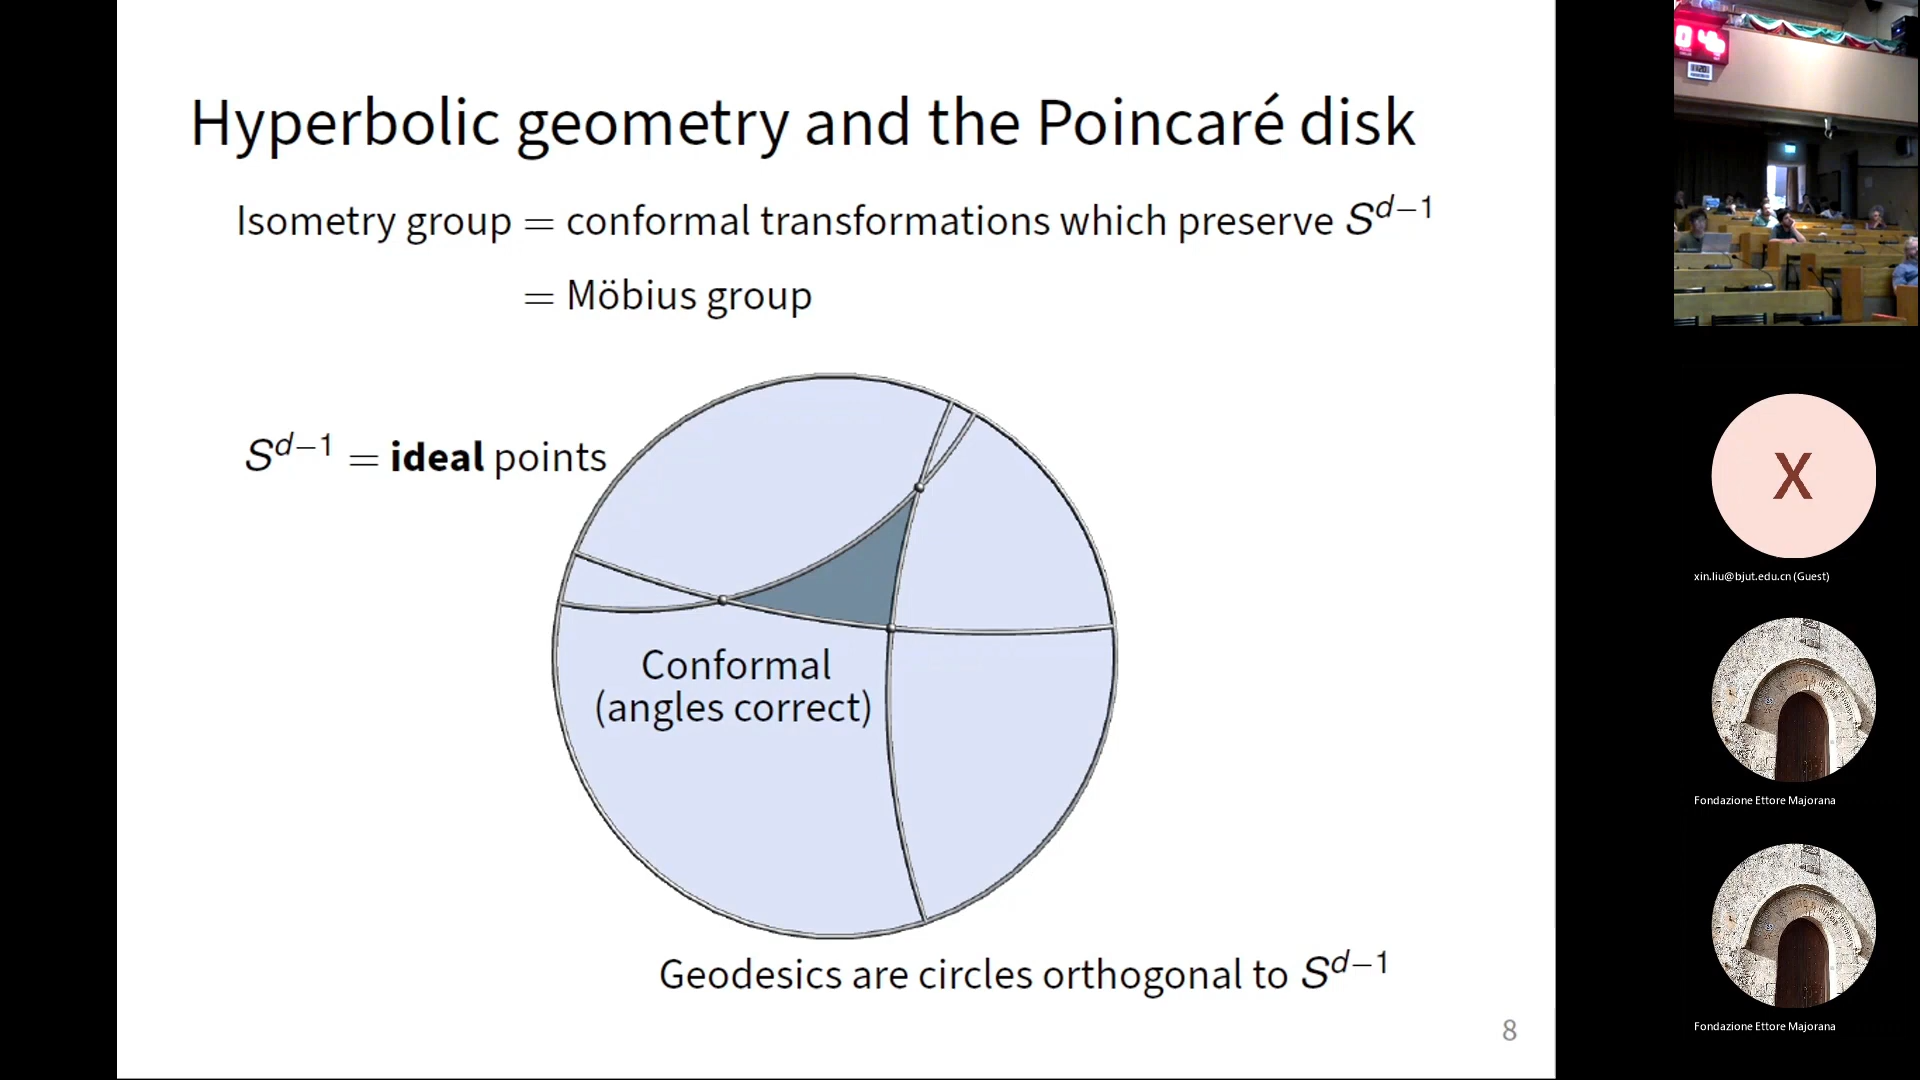 Hyperbolic geometry and the Poincaré disk
Isometry group = conformal transformations which preserve S^{d−1}
= Möbius group
S^{d−1} = ideal points
Conformal
(angles correct)
Geodesics are circles orthogonal to S^{d−1}
8
X
xin.liu@bjut.edu.cn (Guest)
Fondazione Ettore Majorana
Fondazione Ettore Majorana